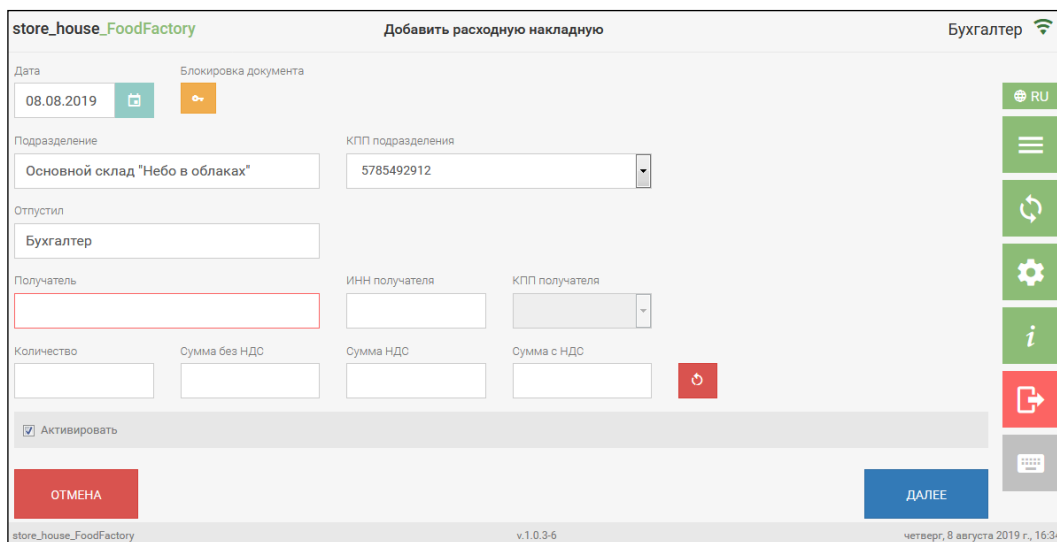 store_house_FoodFactory Добавить расходную накладную Бухгалтер
Дата Блокировка документа
08.08.2019
RU
Подразделение КПП подразделения
Основной склад "Небо в облаках" 5785492912
Отпустил
Бухгалтер
Получатель ИНН получателя КПП получателя
i
Количество Сумма без НДС Сумма НДС Сумма с НДС
Активировать
ОТМЕНА ДАЛЕЕ
store_house_FoodFactory v.1.0.3-6 четверг, 8 августа 2019 г., 16:34